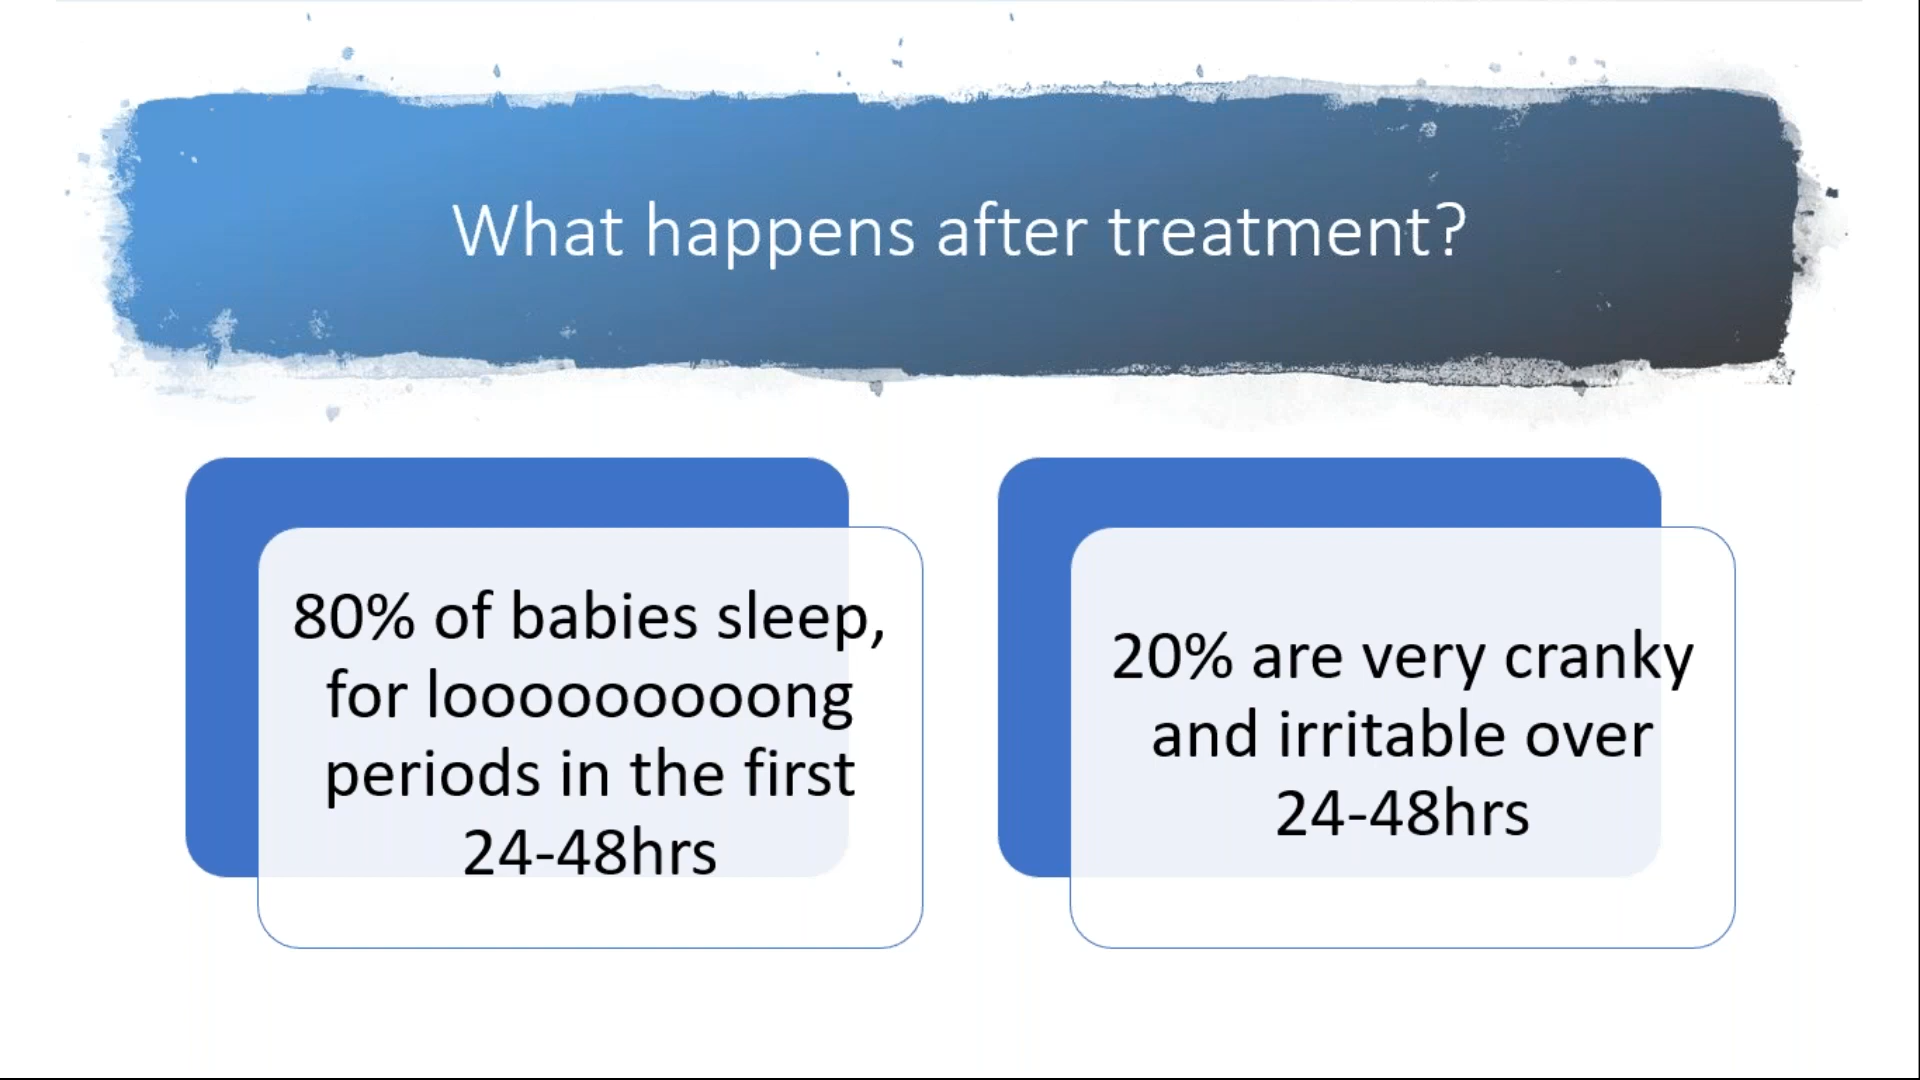 What happens after treatment?
80% of babies sleep,
for looooooooong
periods in the first
24-48hrs
20% are very cranky
and irritable over
24-48hrs